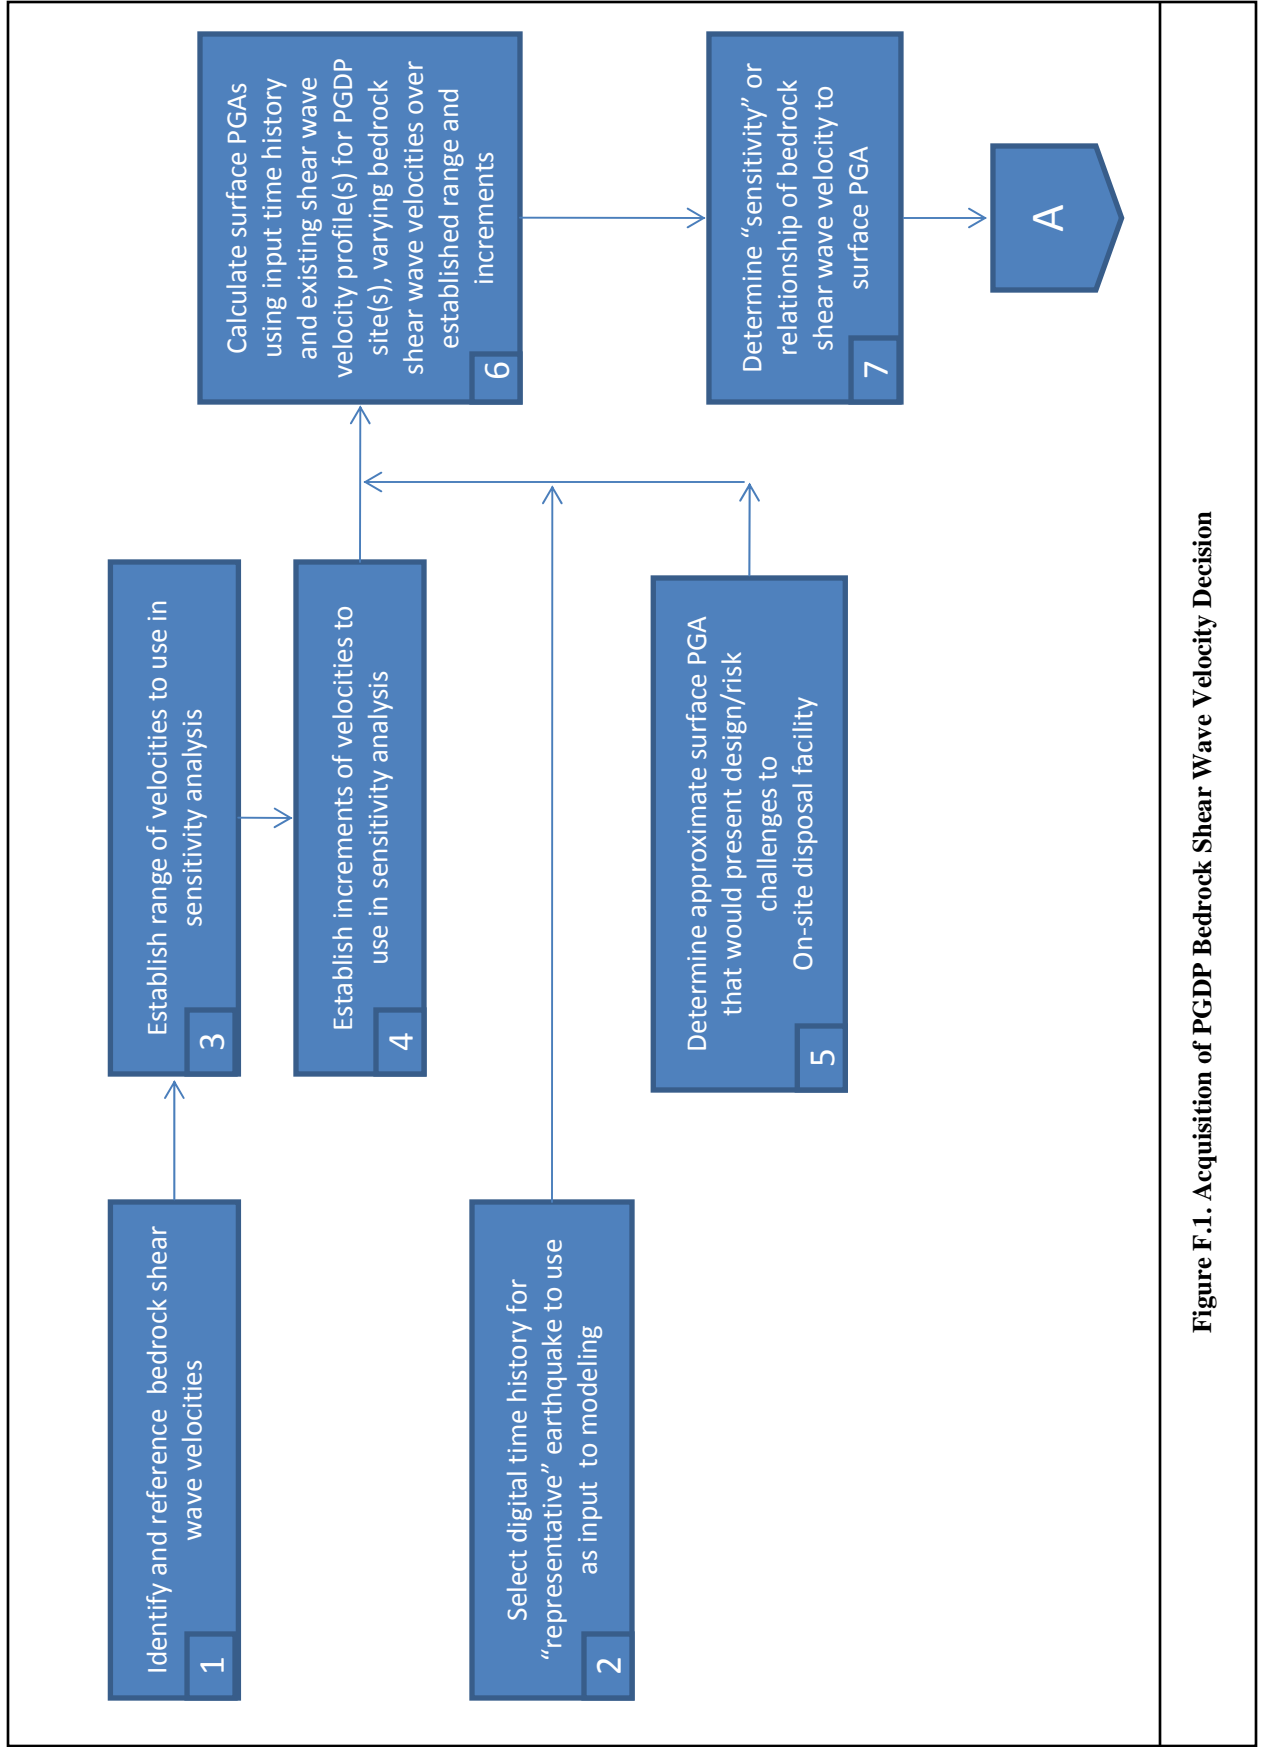 1
Identify and reference bedrock shear
wave velocities
2
Select digital time history for
“representative” earthquake to use
as input to modeling
3
Establish range of velocities to use in
sensitivity analysis
4
Establish increments of velocities to
use in sensitivity analysis
5
Determine approximate surface PGA
that would present design/risk
challenges to
On-site disposal facility
6
Calculate surface PGAs
using input time history
and existing shear wave
velocity profile(s) for PGDP
site(s), varying bedrock
shear wave velocities over
established range and
increments
7
Determine “sensitivity” or
relationship of bedrock
shear wave velocity to
surface PGA
A
Figure F.1. Acquisition of PGDP Bedrock Shear Wave Velocity Decision